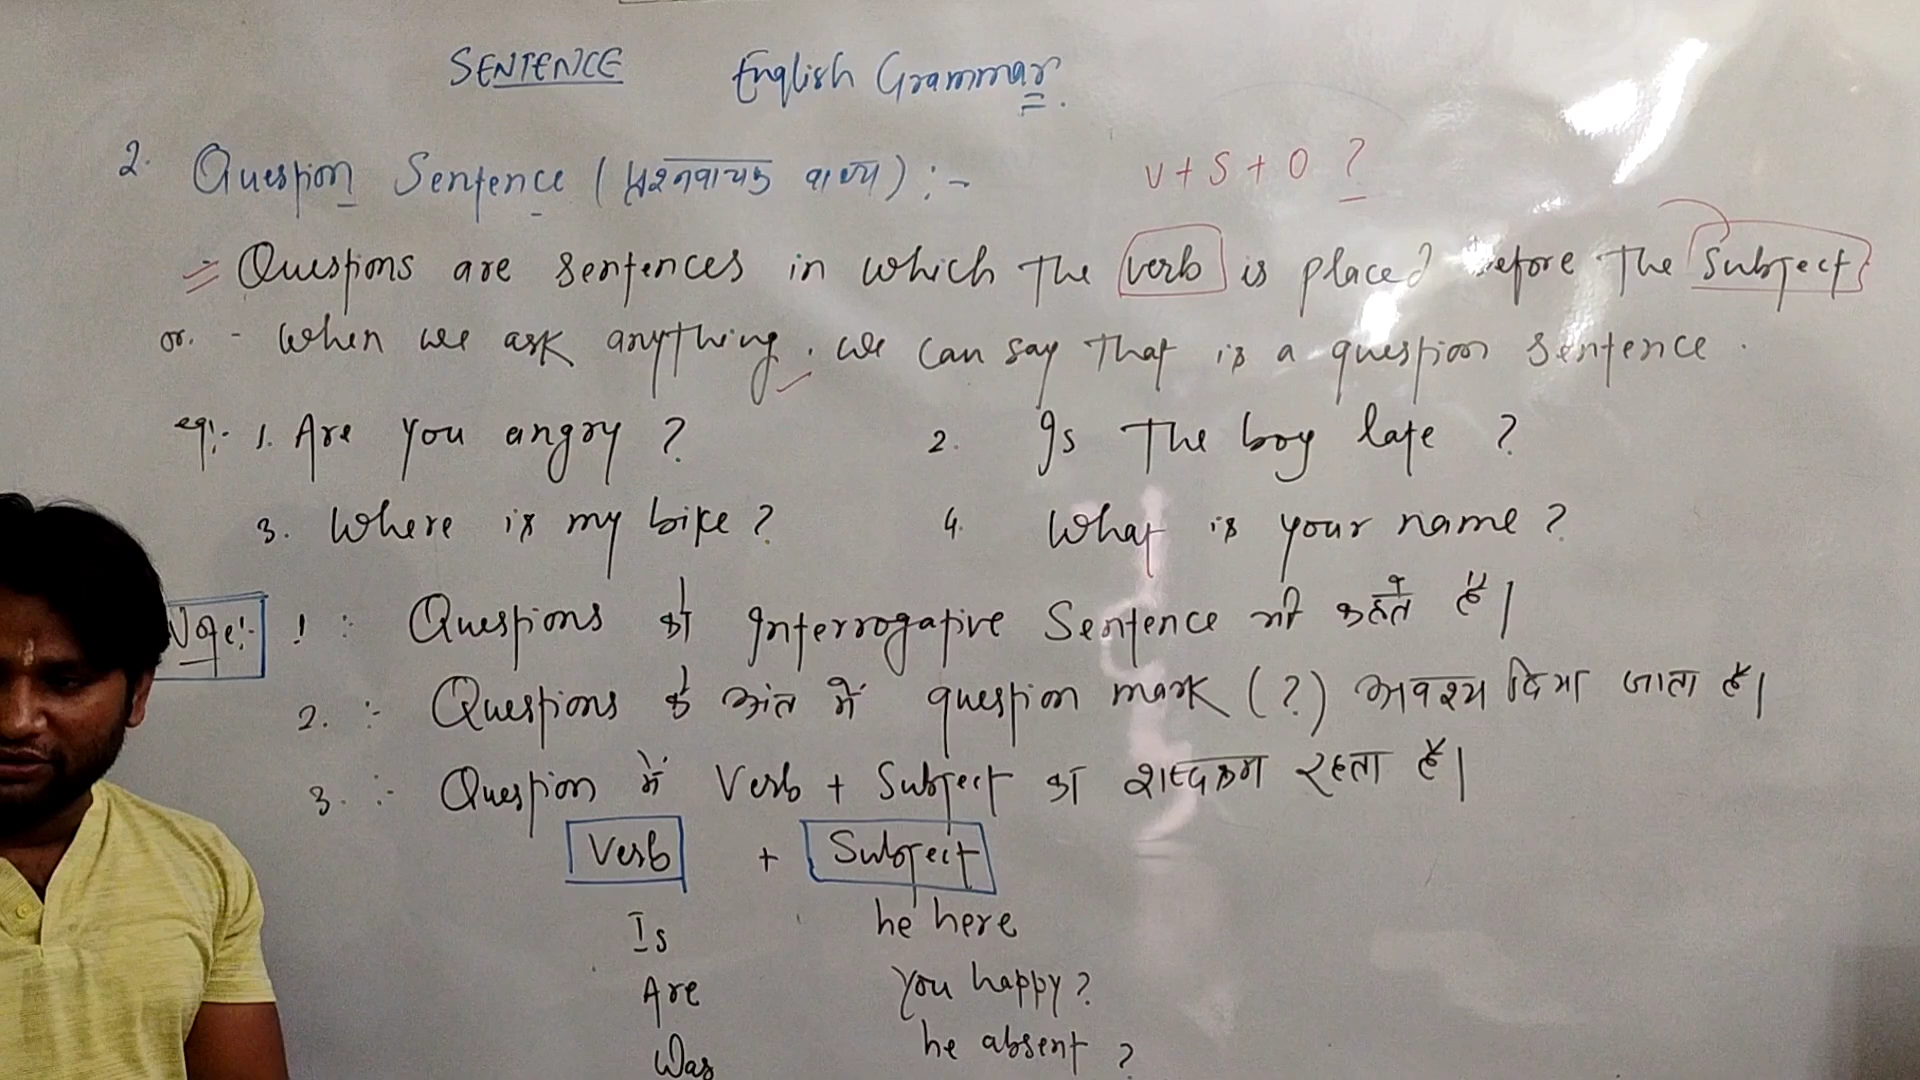 SENTENCE English Grammar.
2. Question Sentence (प्रश्नवाचक वाक्य) :-
V + S + O ?
= Questions are sentences in which the verb is placed before the subject
or. - When we ask anything, we can say that is a question sentence.
eg:- 1. Are you angry ? 2. Is the boy late ?
3. Where is my bike ? 4. What is your name ?
Note:- 1 : Questions को Interrogative Sentence भी कहते हैं।
2. :- Questions के अंत में question mark (?) अवश्य दिया जाता है।
3. :- Question में Verb + Subject का शब्दक्रम रहता है।
Verb + Subject
Is he here
Are you happy ?
Was he absent ?